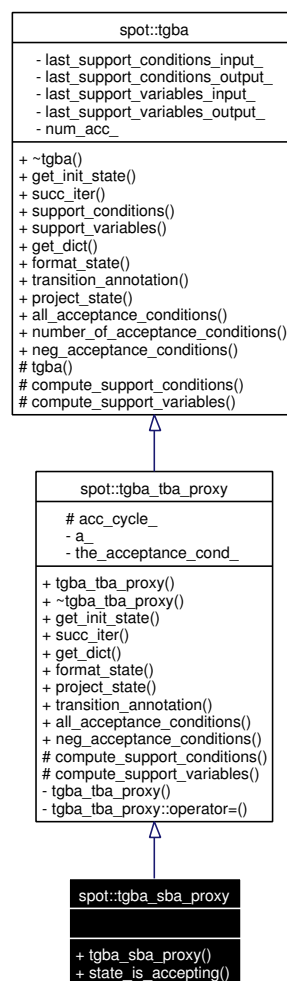 spot::tgba
- last_support_conditions_input_
- last_support_conditions_output_
- last_support_variables_input_
- last_support_variables_output_
- num_acc_
+ ~tgba()
+ get_init_state()
+ succ_iter()
+ support_conditions()
+ support_variables()
+ get_dict()
+ format_state()
+ transition_annotation()
+ project_state()
+ all_acceptance_conditions()
+ number_of_acceptance_conditions()
+ neg_acceptance_conditions()
# tgba()
# compute_support_conditions()
# compute_support_variables()
spot::tgba_tba_proxy
# acc_cycle_
- a_
- the_acceptance_cond_
+ tgba_tba_proxy()
+ ~tgba_tba_proxy()
+ get_init_state()
+ succ_iter()
+ get_dict()
+ format_state()
+ project_state()
+ transition_annotation()
+ all_acceptance_conditions()
+ neg_acceptance_conditions()
# compute_support_conditions()
# compute_support_variables()
- tgba_tba_proxy()
- tgba_tba_proxy::operator=()
spot::tgba_sba_proxy
+ tgba_sba_proxy()
+ state_is_accepting()